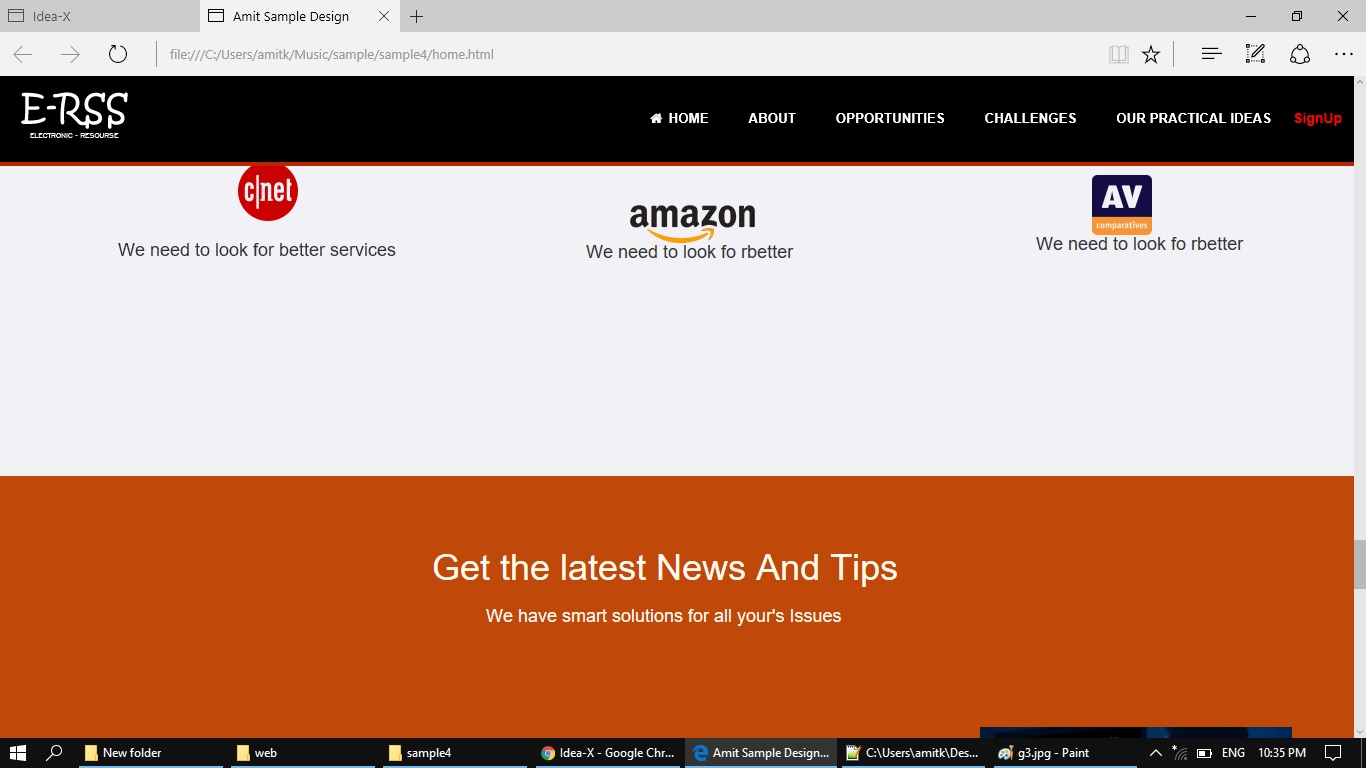 Idea-X
Amit Sample Design
file:///C:/Users/amitk/Music/sample/sample4/home.html
E-RSS
ELECTRONIC - RESOURSE
HOME ABOUT OPPORTUNITIES CHALLENGES OUR PRACTICAL IDEAS SignUp
c|net
We need to look for better services
amazon
We need to look fo rbetter
AV
comparatives
We need to look fo rbetter
Get the latest News And Tips
We have smart solutions for all your's Issues
New folder
web
sample4
Idea-X - Google Chr...
Amit Sample Design...
C:\Users\amitk\Des...
g3.jpg - Paint
ENG
10:35 PM